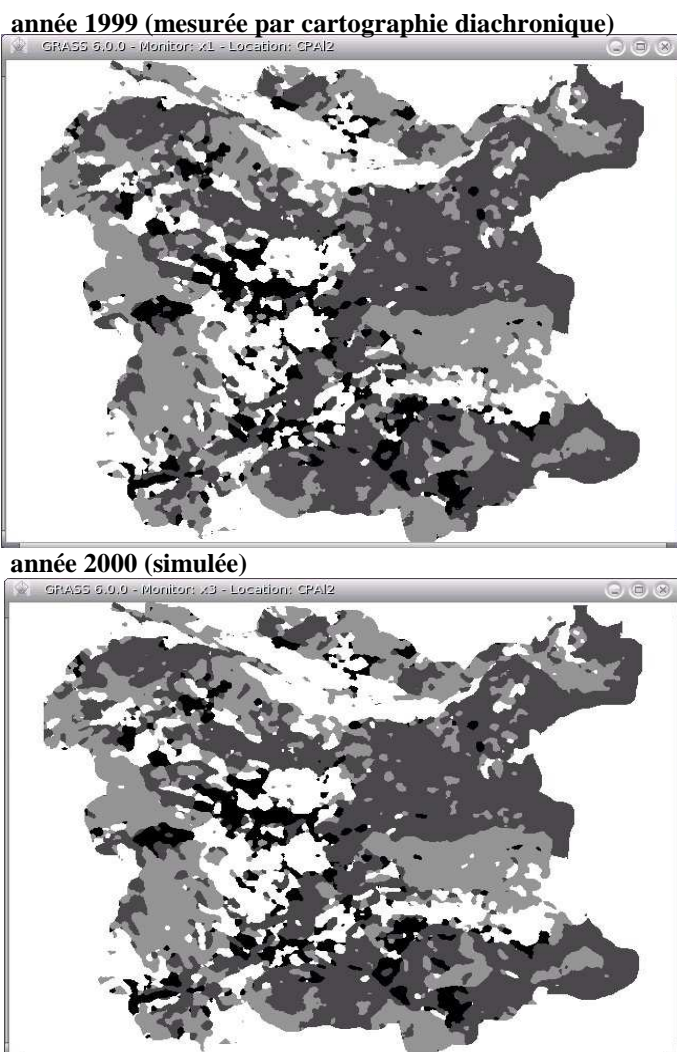 année 1999 (mesurée par cartographie diachronique)
GRASS 6.0.0 - Monitor: x1 - Location: CPAl2
année 2000 (simulée)
GRASS 6.0.0 - Monitor: x3 - Location: CPAl2